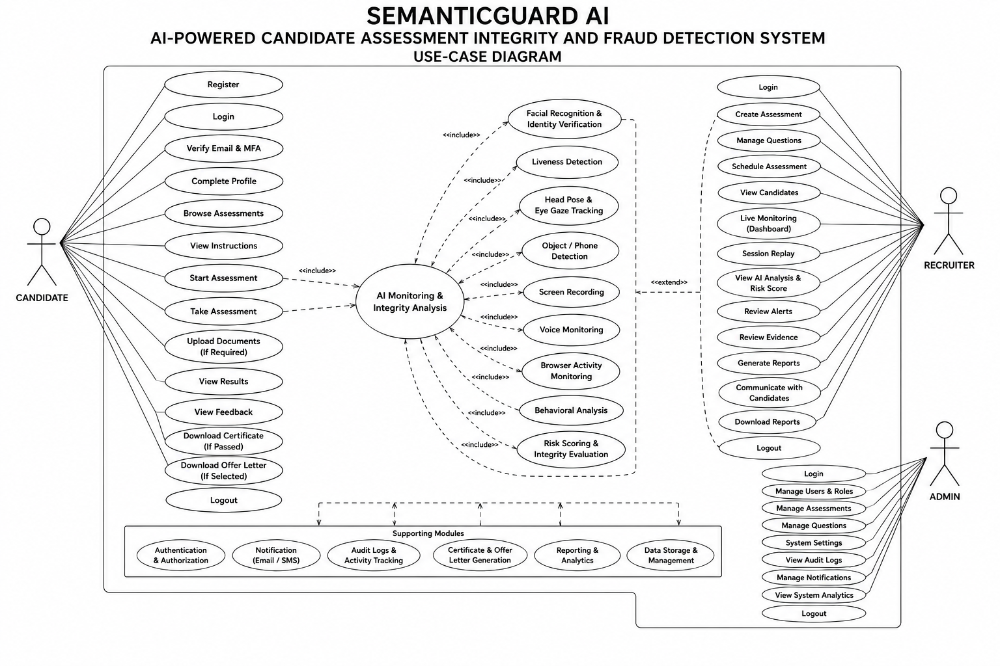 SEMANTICGUARD AI
AI-POWERED CANDIDATE ASSESSMENT INTEGRITY AND FRAUD DETECTION SYSTEM
USE-CASE DIAGRAM
CANDIDATE
Register
Login
Verify Email & MFA
Complete Profile
Browse Assessments
View Instructions
Start Assessment
Take Assessment
Upload Documents
(If Required)
View Results
View Feedback
Download Certificate
(If Passed)
Download Offer Letter
(If Selected)
Logout
<<include>>
AI Monitoring &
Integrity Analysis
<<include>>
<<include>>
<<include>>
<<include>>
<<include>>
<<include>>
<<include>>
<<include>>
<<include>>
<<include>>
Facial Recognition &
Identity Verification
Liveness Detection
Head Pose &
Eye Gaze Tracking
Object / Phone
Detection
Screen Recording
Voice Monitoring
Browser Activity
Monitoring
Behavioral Analysis
Risk Scoring &
Integrity Evaluation
<<extend>>
Login
Create Assessment
Manage Questions
Schedule Assessment
View Candidates
Live Monitoring
(Dashboard)
Session Replay
View AI Analysis &
Risk Score
Review Alerts
Review Evidence
Generate Reports
Communicate with
Candidates
Download Reports
Logout
RECRUITER
Login
Manage Users & Roles
Manage Assessments
Manage Questions
System Settings
View Audit Logs
Manage Notifications
View System Analytics
Logout
ADMIN
Supporting Modules
Authentication
& Authorization
Notification
(Email / SMS)
Audit Logs &
Activity Tracking
Certificate & Offer
Letter Generation
Reporting &
Analytics
Data Storage &
Management